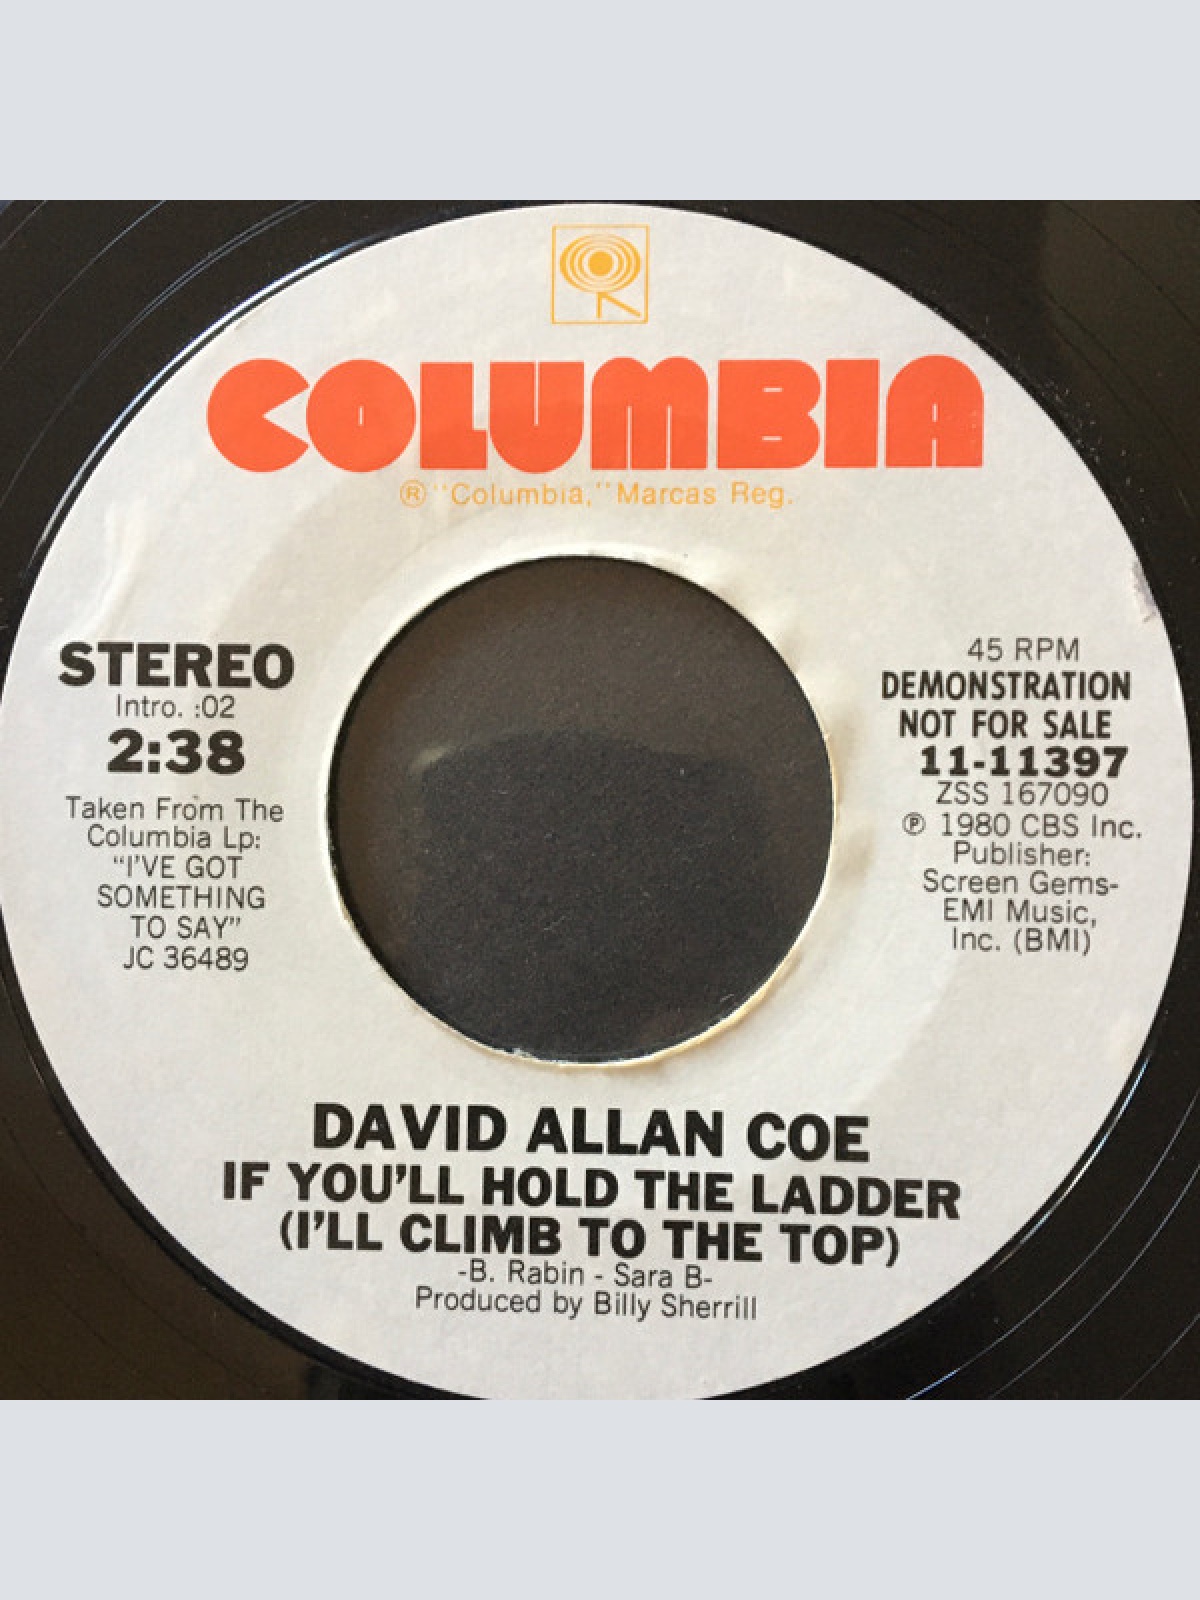 COLUMBIA
® "Columbia," Marcas Reg.
STEREO
Intro. :02
2:38
Taken From The
Columbia Lp:
"I'VE GOT
SOMETHING
TO SAY"
JC 36489
45 RPM
DEMONSTRATION
NOT FOR SALE
11-11397
ZSS 167090
℗ 1980 CBS Inc.
Publisher:
Screen Gems-
EMI Music,
Inc. (BMI)
DAVID ALLAN COE
IF YOU'LL HOLD THE LADDER
(I'LL CLIMB TO THE TOP)
-B. Rabin - Sara B-
Produced by Billy Sherrill